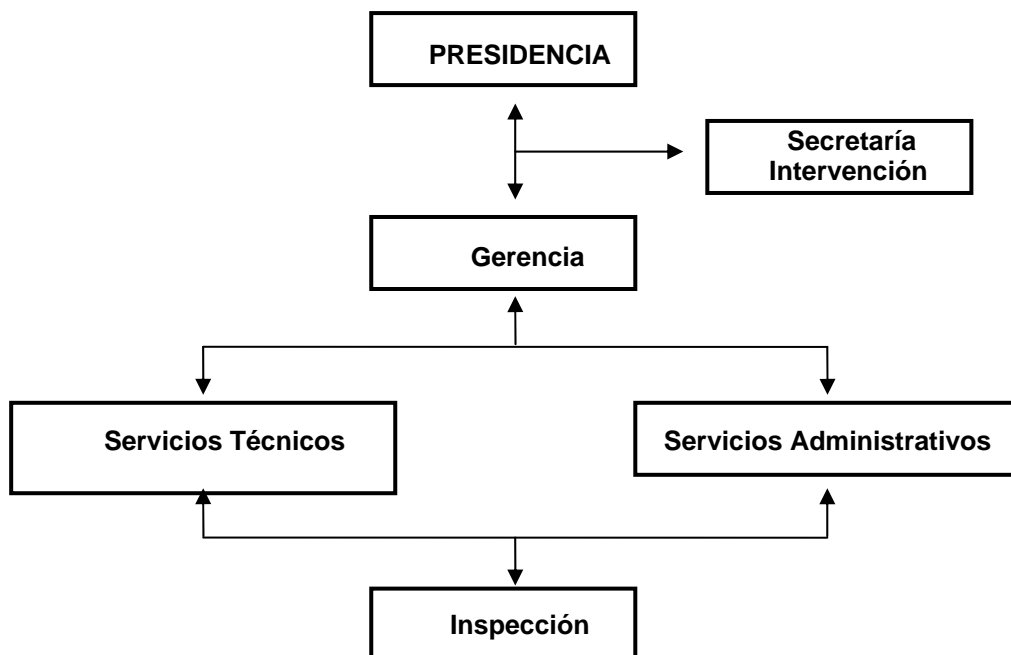 PRESIDENCIA
Secretaría
Intervención
Gerencia
Servicios Técnicos
Servicios Administrativos
Inspección